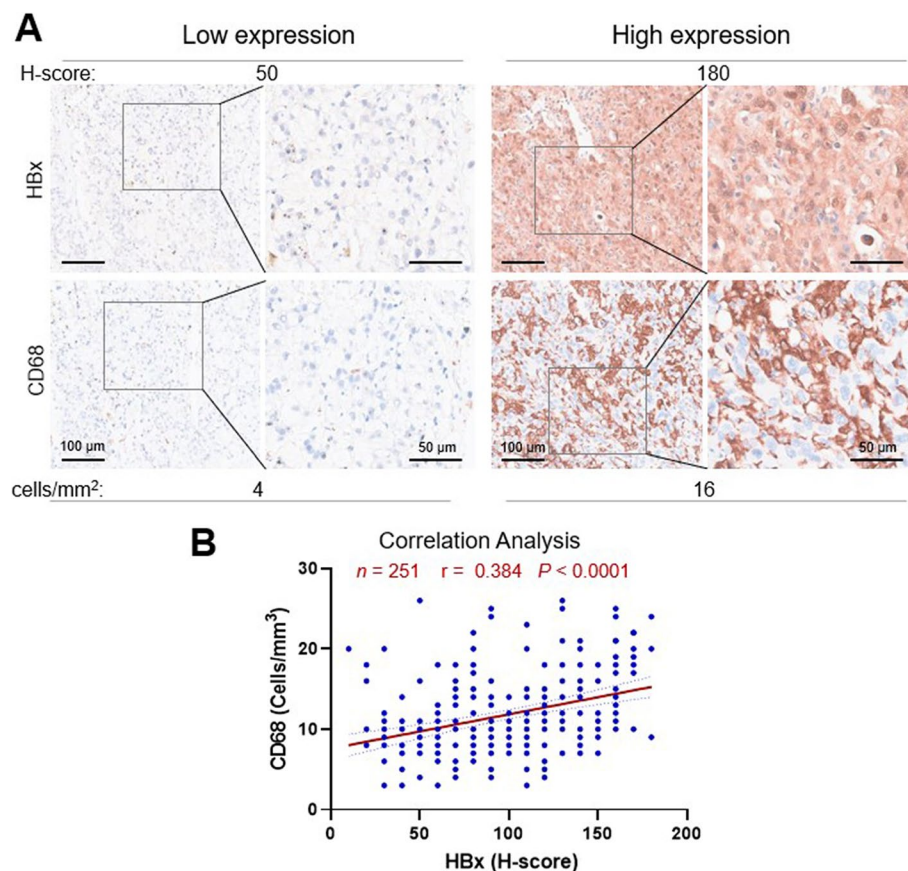 A
Low expression
High expression
H-score: 50
180
HBx
CD68
100 µm
50 µm
100 µm
50 µm
cells/mm²: 4
16
B
Correlation Analysis
n = 251 r = 0.384 P < 0.0001
30
20
10
0
CD68 (Cells/mm³)
0 50 100 150 200
HBx (H-score)